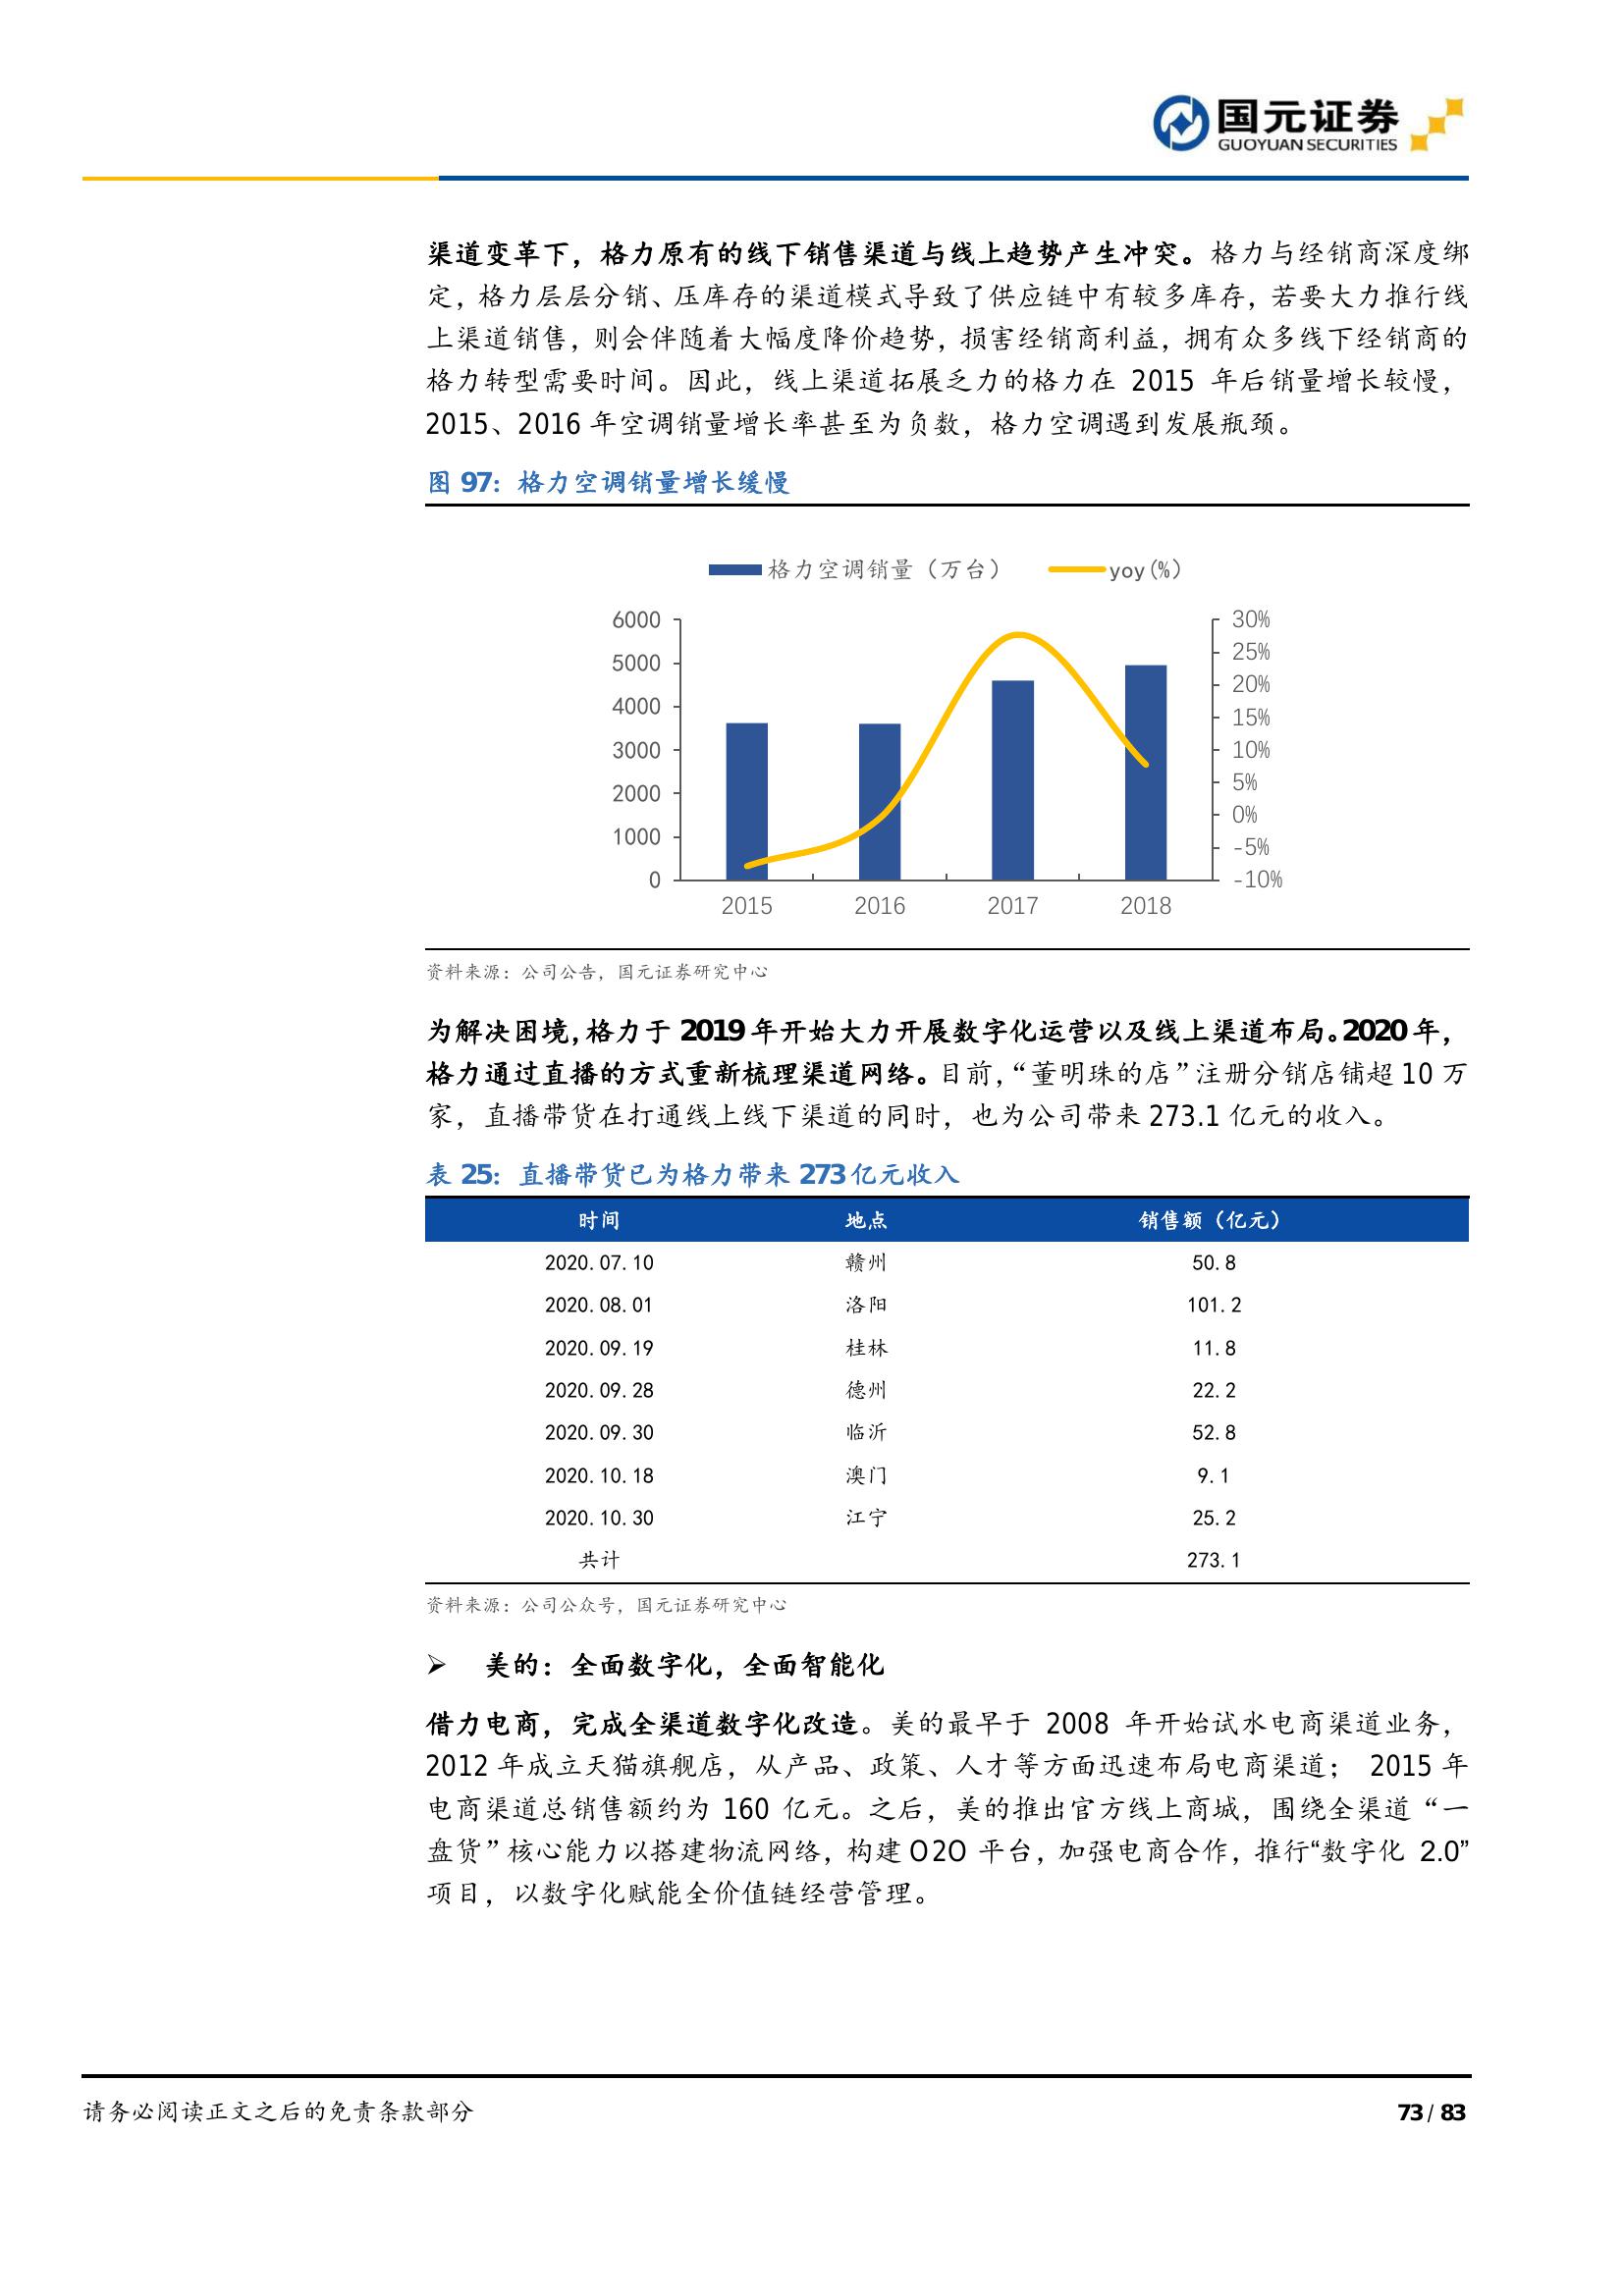 国元证券
GUOYUAN SECURITIES
渠道变革下，格力原有的线下销售渠道与线上趋势产生冲突。格力与经销商深度绑
定，格力层层分销、压库存的渠道模式导致了供应链中有较多库存，若要大力推行线
上渠道销售，则会伴随着大幅度降价趋势，损害经销商利益，拥有众多线下经销商的
格力转型需要时间。因此，线上渠道拓展乏力的格力在 2015 年后销量增长较慢，
2015、2016 年空调销量增长率甚至为负数，格力空调遇到发展瓶颈。
图 97：格力空调销量增长缓慢
格力空调销量（万台） yoy(%)
6000 30%
25%
5000
20%
4000
15%
3000 10%
5%
2000
0%
1000
-5%
0 -10%
2015 2016 2017 2018
资料来源：公司公告，国元证券研究中心
为解决困境，格力于 2019 年开始大力开展数字化运营以及线上渠道布局。2020 年，
格力通过直播的方式重新梳理渠道网络。目前，“董明珠的店”注册分销店铺超 10 万
家，直播带货在打通线上线下渠道的同时，也为公司带来 273.1 亿元的收入。
表 25：直播带货已为格力带来 273 亿元收入
时间 地点 销售额（亿元）
2020.07.10 赣州 50.8
2020.08.01 洛阳 101.2
2020.09.19 桂林 11.8
2020.09.28 德州 22.2
2020.09.30 临沂 52.8
2020.10.18 澳门 9.1
2020.10.30 江宁 25.2
共计 273.1
资料来源：公司公众号，国元证券研究中心
➢ 美的：全面数字化，全面智能化
借力电商，完成全渠道数字化改造。美的最早于 2008 年开始试水电商渠道业务，
2012 年成立天猫旗舰店，从产品、政策、人才等方面迅速布局电商渠道； 2015 年
电商渠道总销售额约为 160 亿元。之后，美的推出官方线上商城，围绕全渠道“一
盘货”核心能力以搭建物流网络，构建 O2O 平台，加强电商合作，推行“数字化 2.0”
项目，以数字化赋能全价值链经营管理。
请务必阅读正文之后的免责条款部分 73 / 83